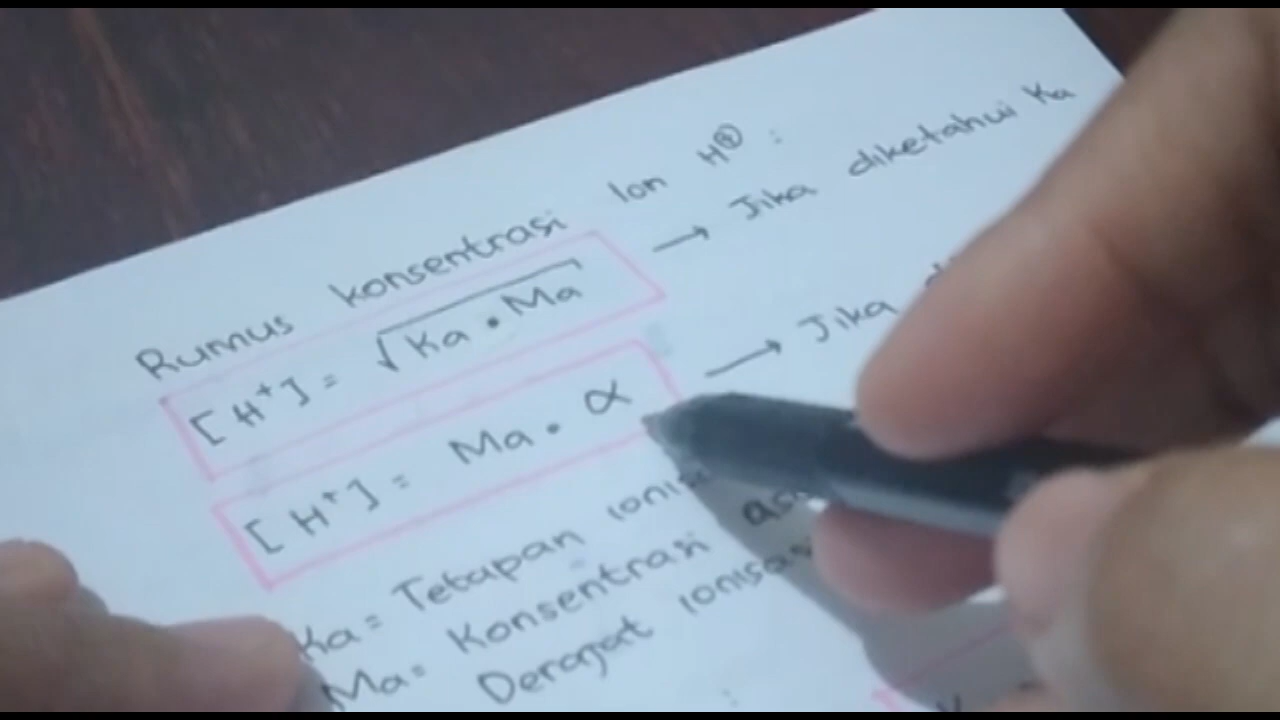 Rumus konsentrasi Ion H⊕ :
[H⁺] = √Ka • Ma → Jika diketahui Ka
[H⁺] = Ma • α → Jika
Ka = Tetapan
Ma = Konsentrasi
Derajat